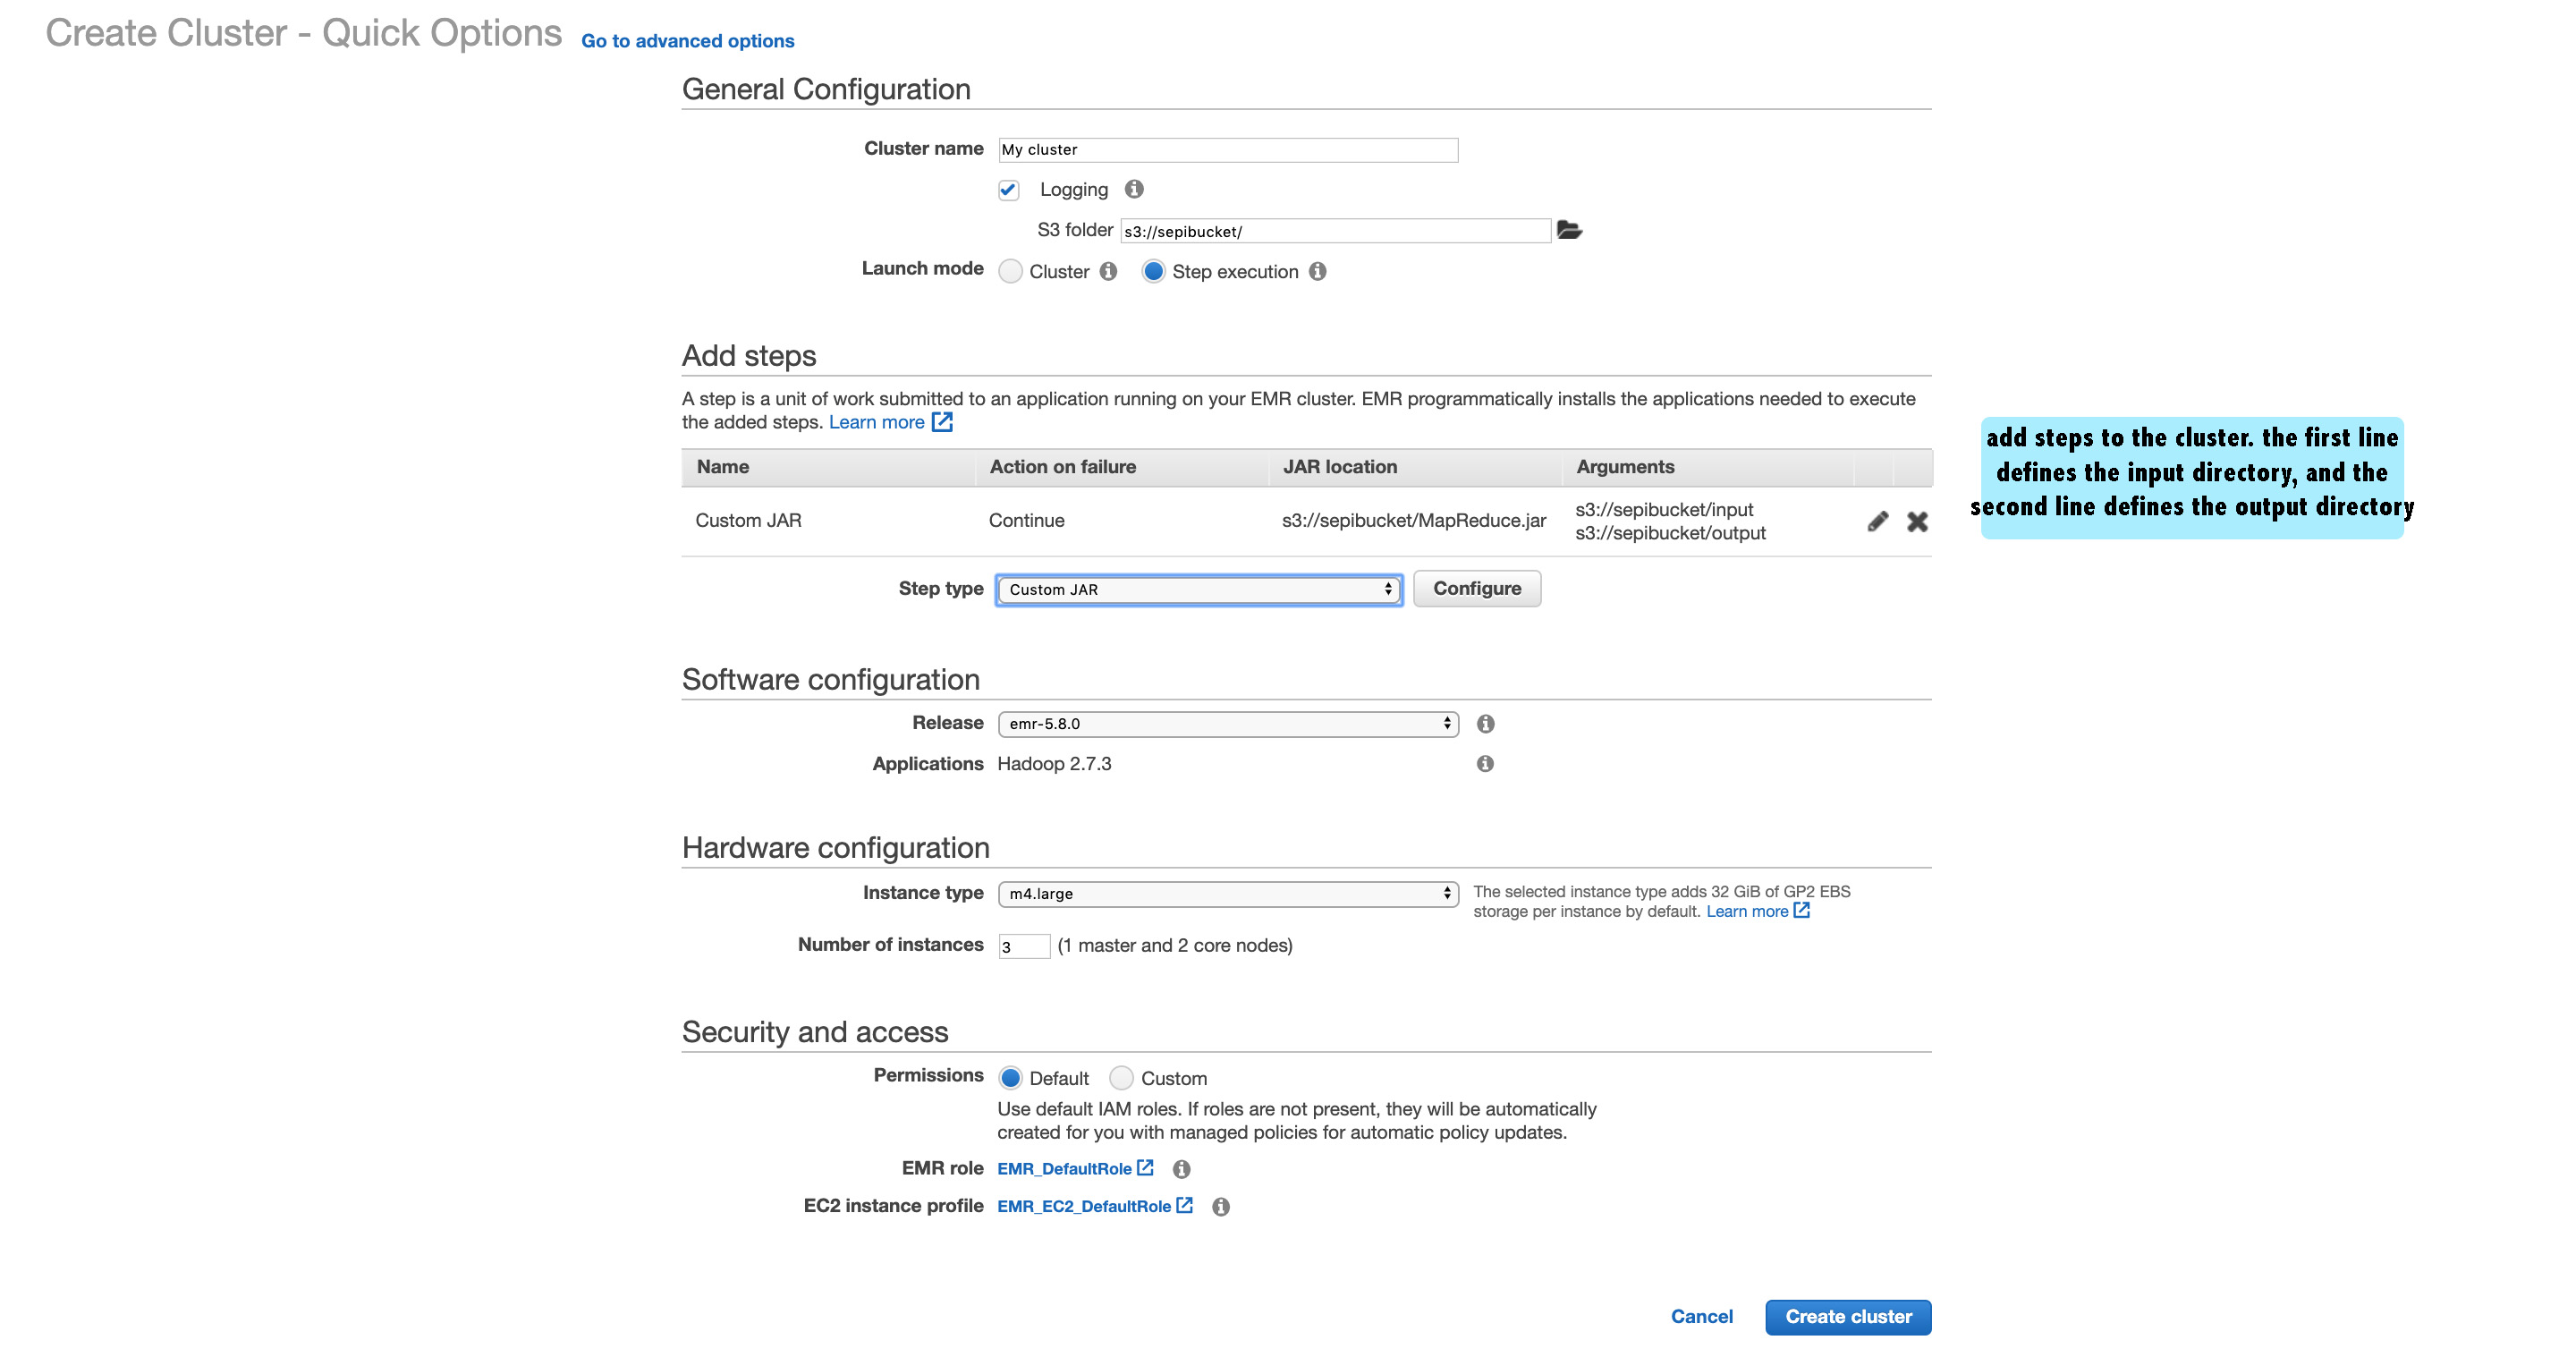 Create Cluster - Quick Options Go to advanced options
General Configuration
Cluster name My cluster
Logging
S3 folder s3://sepibucket/
Launch mode Cluster Step execution
Add steps
A step is a unit of work submitted to an application running on your EMR cluster. EMR programmatically installs the applications needed to execute
the added steps. Learn more
Name Action on failure JAR location Arguments
Custom JAR Continue s3://sepibucket/MapReduce.jar s3://sepibucket/input
s3://sepibucket/output
add steps to the cluster. the first line
defines the input directory, and the
second line defines the output directory
Step type Custom JAR Configure
Software configuration
Release emr-5.8.0
Applications Hadoop 2.7.3
Hardware configuration
Instance type m4.large
The selected instance type adds 32 GiB of GP2 EBS
storage per instance by default. Learn more
Number of instances 3 (1 master and 2 core nodes)
Security and access
Permissions Default Custom
Use default IAM roles. If roles are not present, they will be automatically
created for you with managed policies for automatic policy updates.
EMR role EMR_DefaultRole
EC2 instance profile EMR_EC2_DefaultRole
Cancel Create cluster